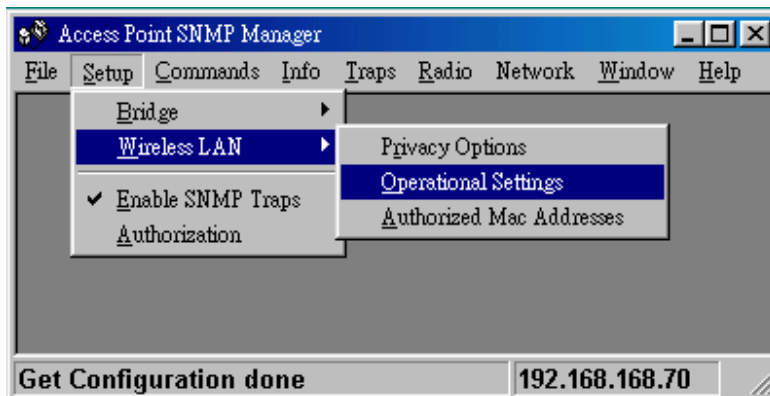 Access Point SNMP Manager
File Setup Commands Info Traps Radio Network Window Help
Bridge
Wireless LAN
Enable SNMP Traps
Authorization
Privacy Options
Operational Settings
Authorized Mac Addresses
Get Configuration done 192.168.168.70